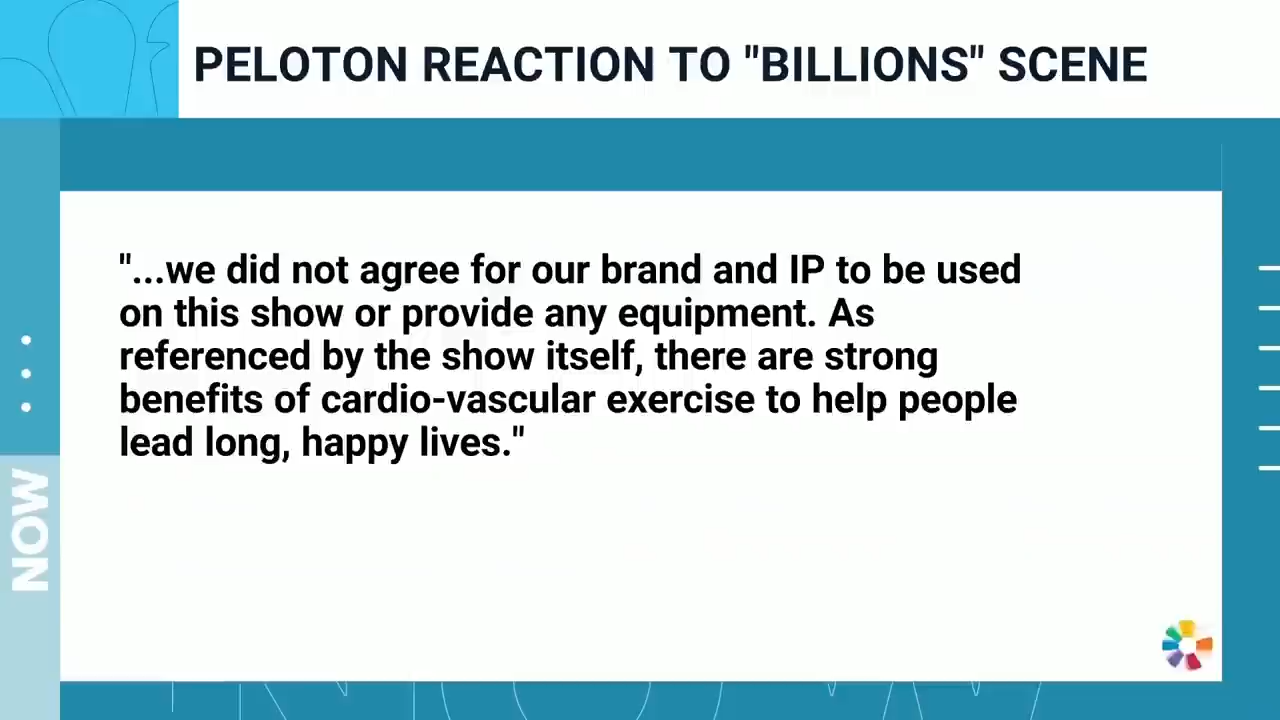 PELOTON REACTION TO "BILLIONS" SCENE
"...we did not agree for our brand and IP to be used
on this show or provide any equipment. As
referenced by the show itself, there are strong
benefits of cardio-vascular exercise to help people
lead long, happy lives."
NOW